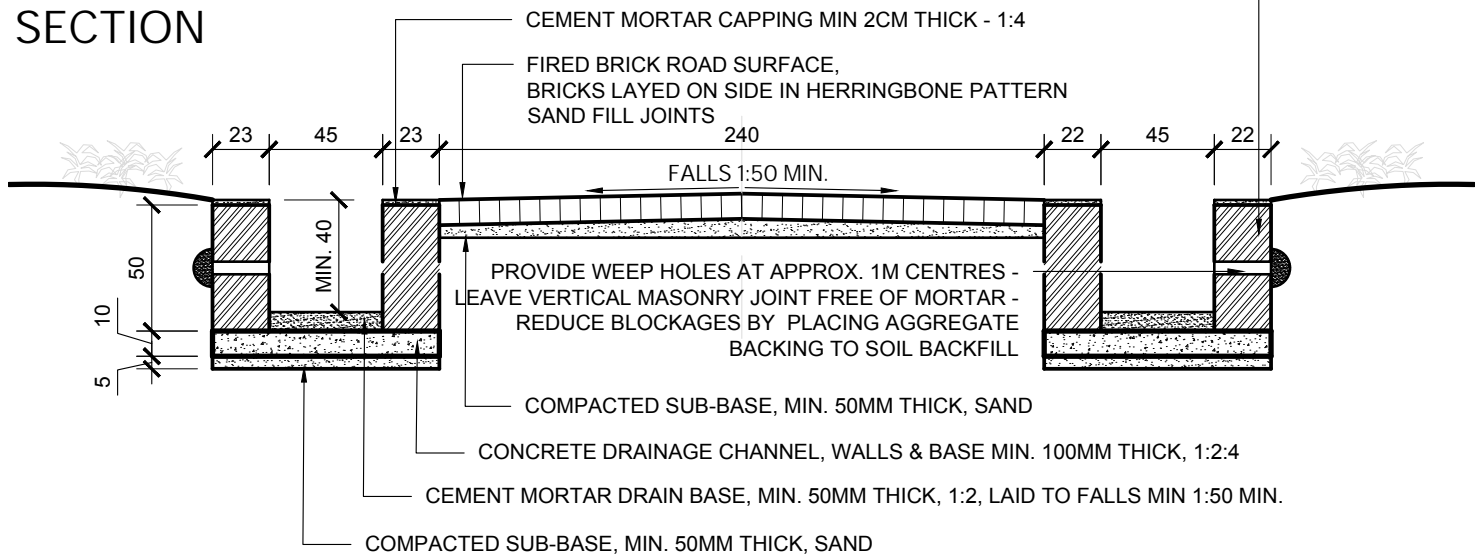 SECTION
CEMENT MORTAR CAPPING MIN 2CM THICK - 1:4
FIRED BRICK ROAD SURFACE,
BRICKS LAYED ON SIDE IN HERRINGBONE PATTERN
SAND FILL JOINTS
23 45 23 240 22 45 22
FALLS 1:50 MIN.
50
MIN. 40
10
5
PROVIDE WEEP HOLES AT APPROX. 1M CENTRES -
LEAVE VERTICAL MASONRY JOINT FREE OF MORTAR -
REDUCE BLOCKAGES BY PLACING AGGREGATE
BACKING TO SOIL BACKFILL
COMPACTED SUB-BASE, MIN. 50MM THICK, SAND
CONCRETE DRAINAGE CHANNEL, WALLS & BASE MIN. 100MM THICK, 1:2:4
CEMENT MORTAR DRAIN BASE, MIN. 50MM THICK, 1:2, LAID TO FALLS MIN 1:50 MIN.
COMPACTED SUB-BASE, MIN. 50MM THICK, SAND